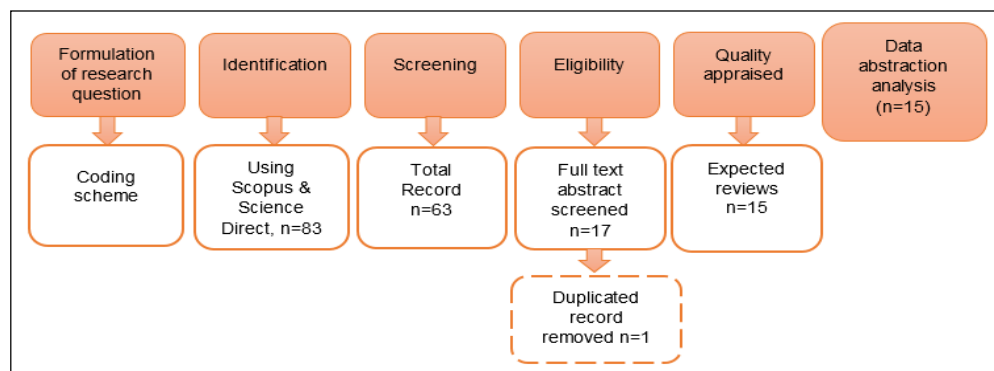 Formulation
of research
question
Identification
Screening
Eligibility
Quality
appraised
Data
abstraction
analysis
(n=15)
Coding
scheme
Using
Scopus &
Science
Direct, n=83
Total
Record
n=63
Full text
abstract
screened
n=17
Expected
reviews
n=15
Duplicated
record
removed n=1